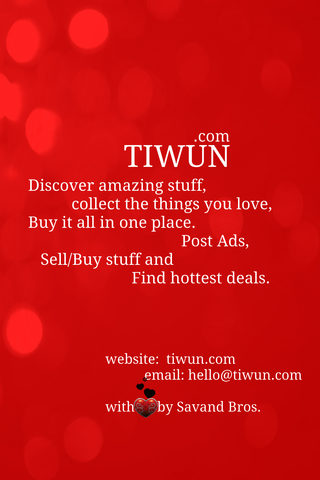 .com
TIWUN
Discover amazing stuff,
collect the things you love,
Buy it all in one place.
Post Ads,
Sell/Buy stuff and
Find hottest deals.
website: tiwun.com
email: hello@tiwun.com
with by Savand Bros.